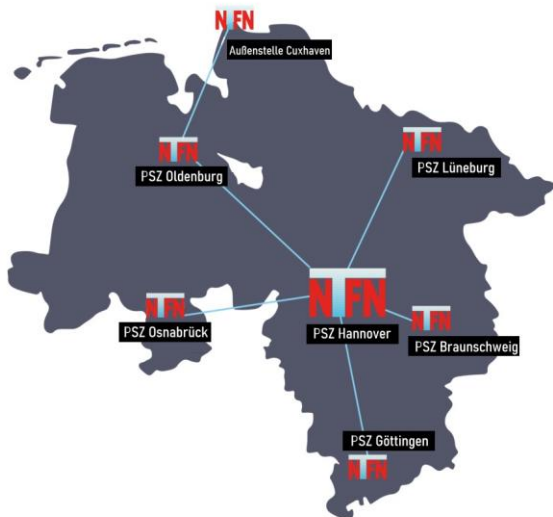 NTFN
Außenstelle Cuxhaven
NTFN
PSZ Oldenburg
NTFN
PSZ Lüneburg
NTFN
PSZ Hannover
NTFN
PSZ Osnabrück
NTFN
PSZ Braunschweig
PSZ Göttingen
NTFN